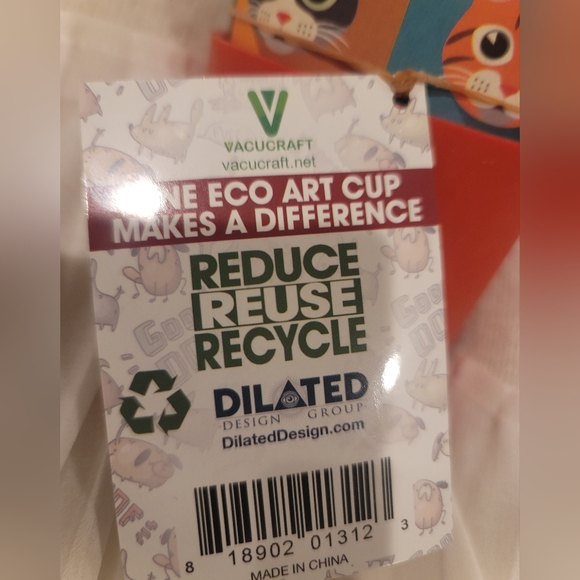 VACUCRAFT
vacucraft.net
ONE ECO ART CUP
MAKES A DIFFERENCE
REDUCE
REUSE
RECYCLE
DILATED
DESIGN GROUP
DilatedDesign.com
8 18902 01312 3
MADE IN CHINA